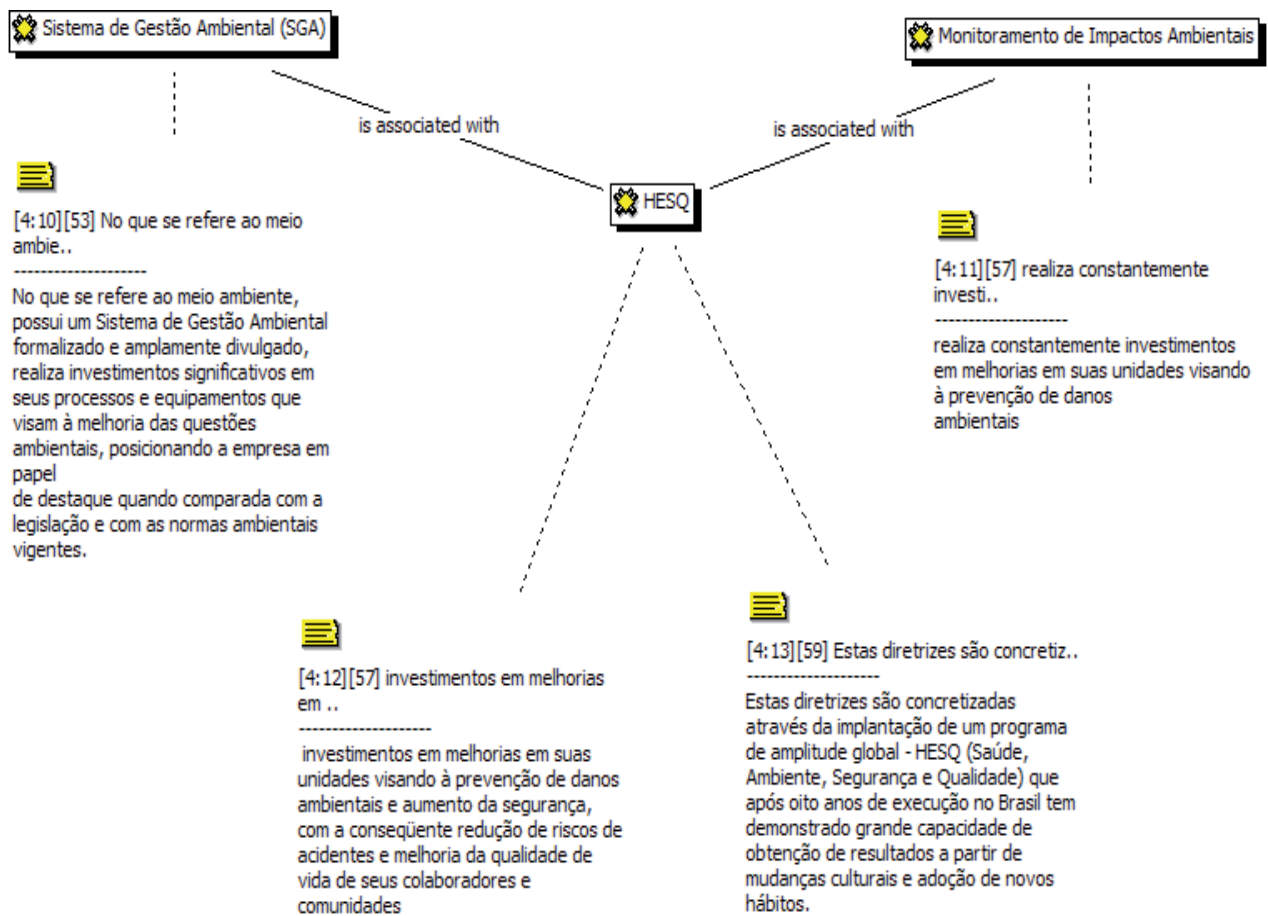 Sistema de Gestão Ambiental (SGA)
Monitoramento de Impactos Ambientais
is associated with
is associated with
HESQ
[4:10][53] No que se refere ao meio
ambie..
--------------------
No que se refere ao meio ambiente,
possui um Sistema de Gestão Ambiental
formalizado e amplamente divulgado,
realiza investimentos significativos em
seus processos e equipamentos que
visam à melhoria das questões
ambientais, posicionando a empresa em
papel
de destaque quando comparada com a
legislação e com as normas ambientais
vigentes.
[4:11][57] realiza constantemente
investi..
--------------------
realiza constantemente investimentos
em melhorias em suas unidades visando
à prevenção de danos
ambientais
[4:12][57] investimentos em melhorias
em ..
--------------------
investimentos em melhorias em suas
unidades visando à prevenção de danos
ambientais e aumento da segurança,
com a conseqüente redução de riscos de
acidentes e melhoria da qualidade de
vida de seus colaboradores e
comunidades
[4:13][59] Estas diretrizes são concretiz..
--------------------
Estas diretrizes são concretizadas
através da implantação de um programa
de amplitude global - HESQ (Saúde,
Ambiente, Segurança e Qualidade) que
após oito anos de execução no Brasil tem
demonstrado grande capacidade de
obtenção de resultados a partir de
mudanças culturais e adoção de novos
hábitos.